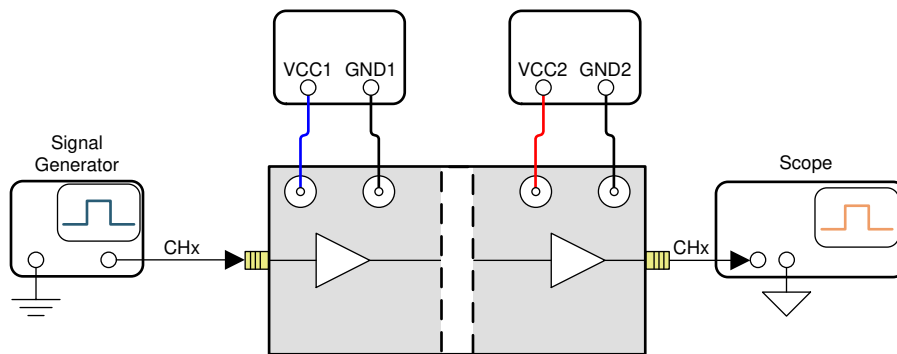 VCC1 GND1
VCC2 GND2
Signal
Generator
Scope
CHx
CHx